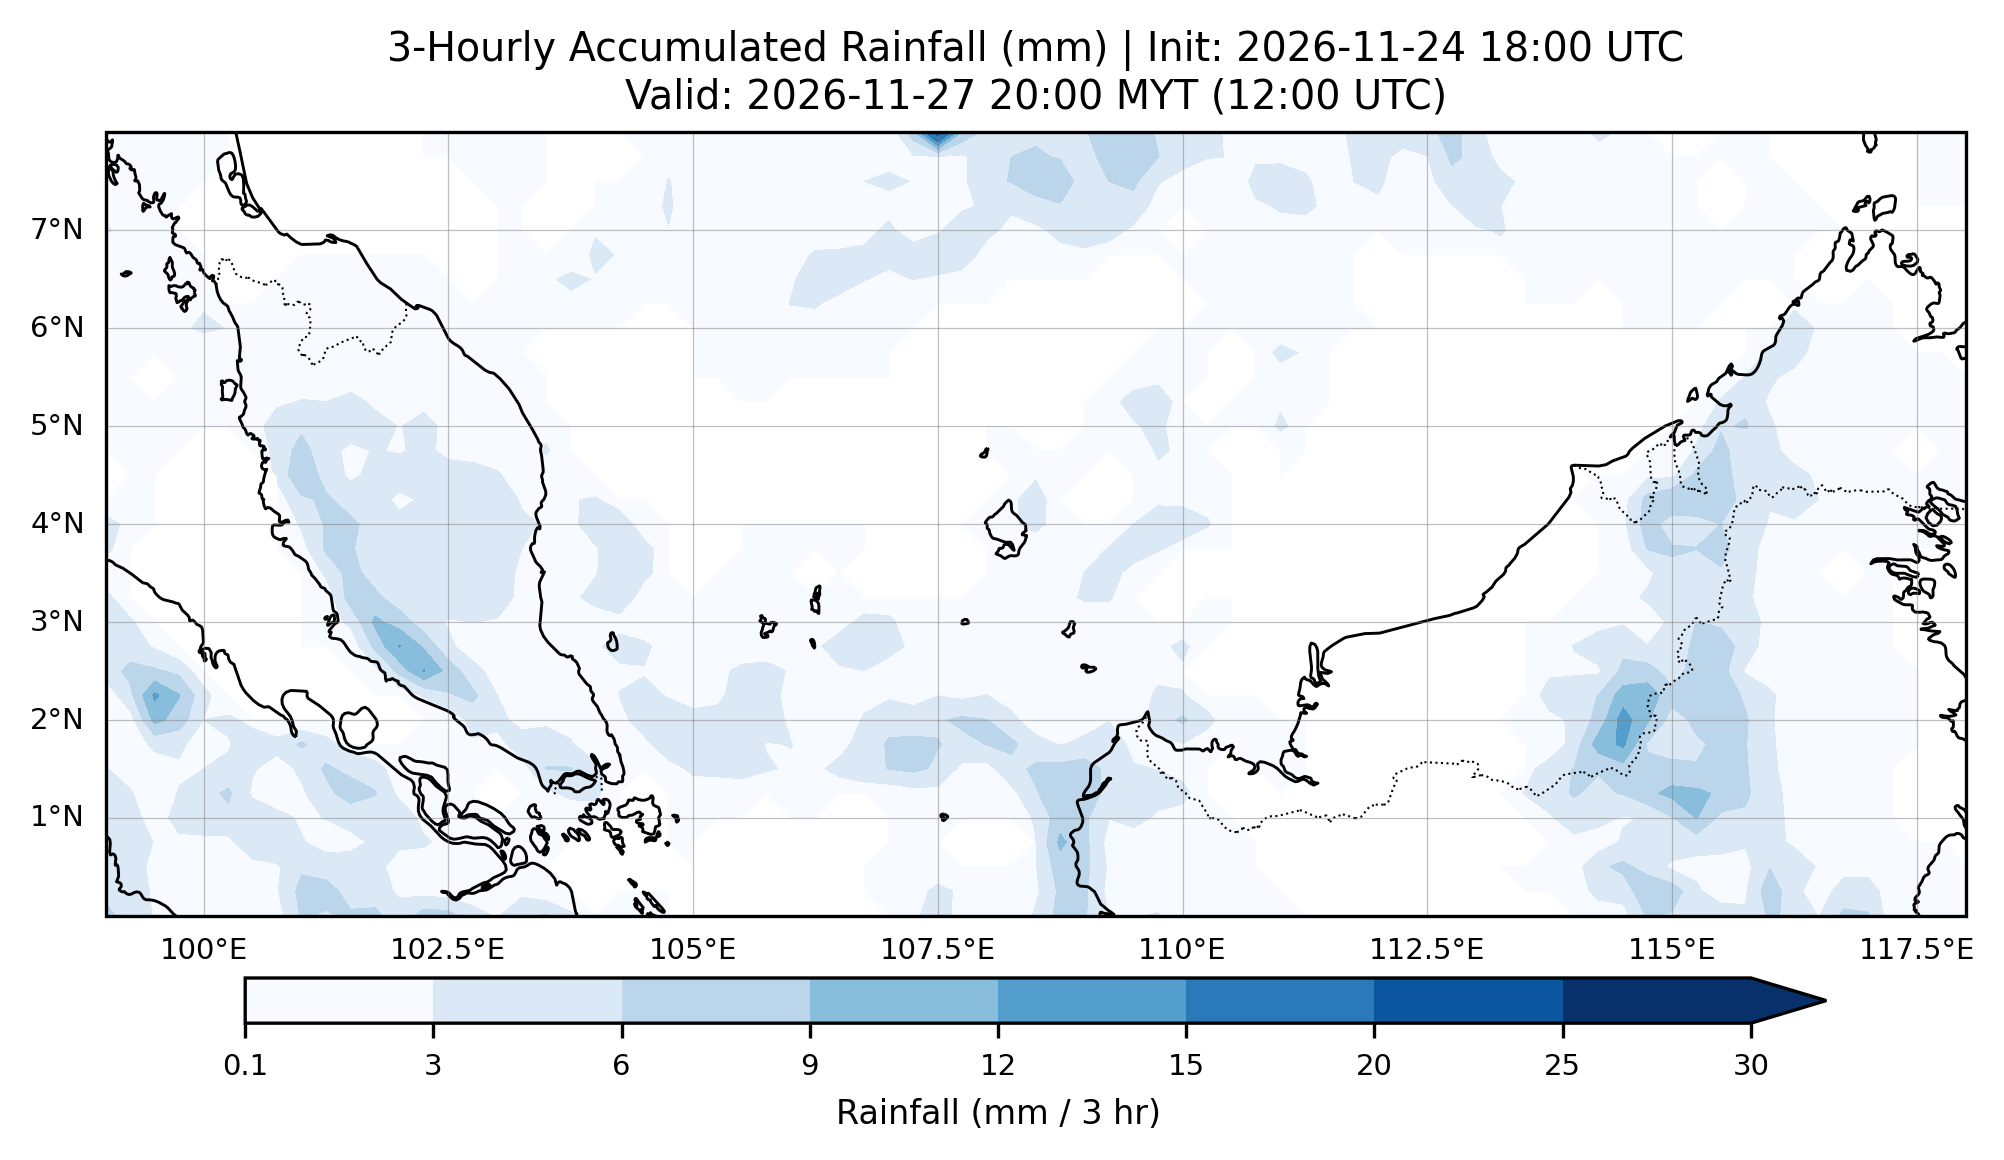 3-Hourly Accumulated Rainfall (mm) | Init: 2026-11-24 18:00 UTC
Valid: 2026-11-27 20:00 MYT (12:00 UTC)
7°N
6°N
5°N
4°N
3°N
2°N
1°N
100°E 102.5°E 105°E 107.5°E 110°E 112.5°E 115°E 117.5°E
0.1 3 6 9 12 15 20 25 30
Rainfall (mm / 3 hr)